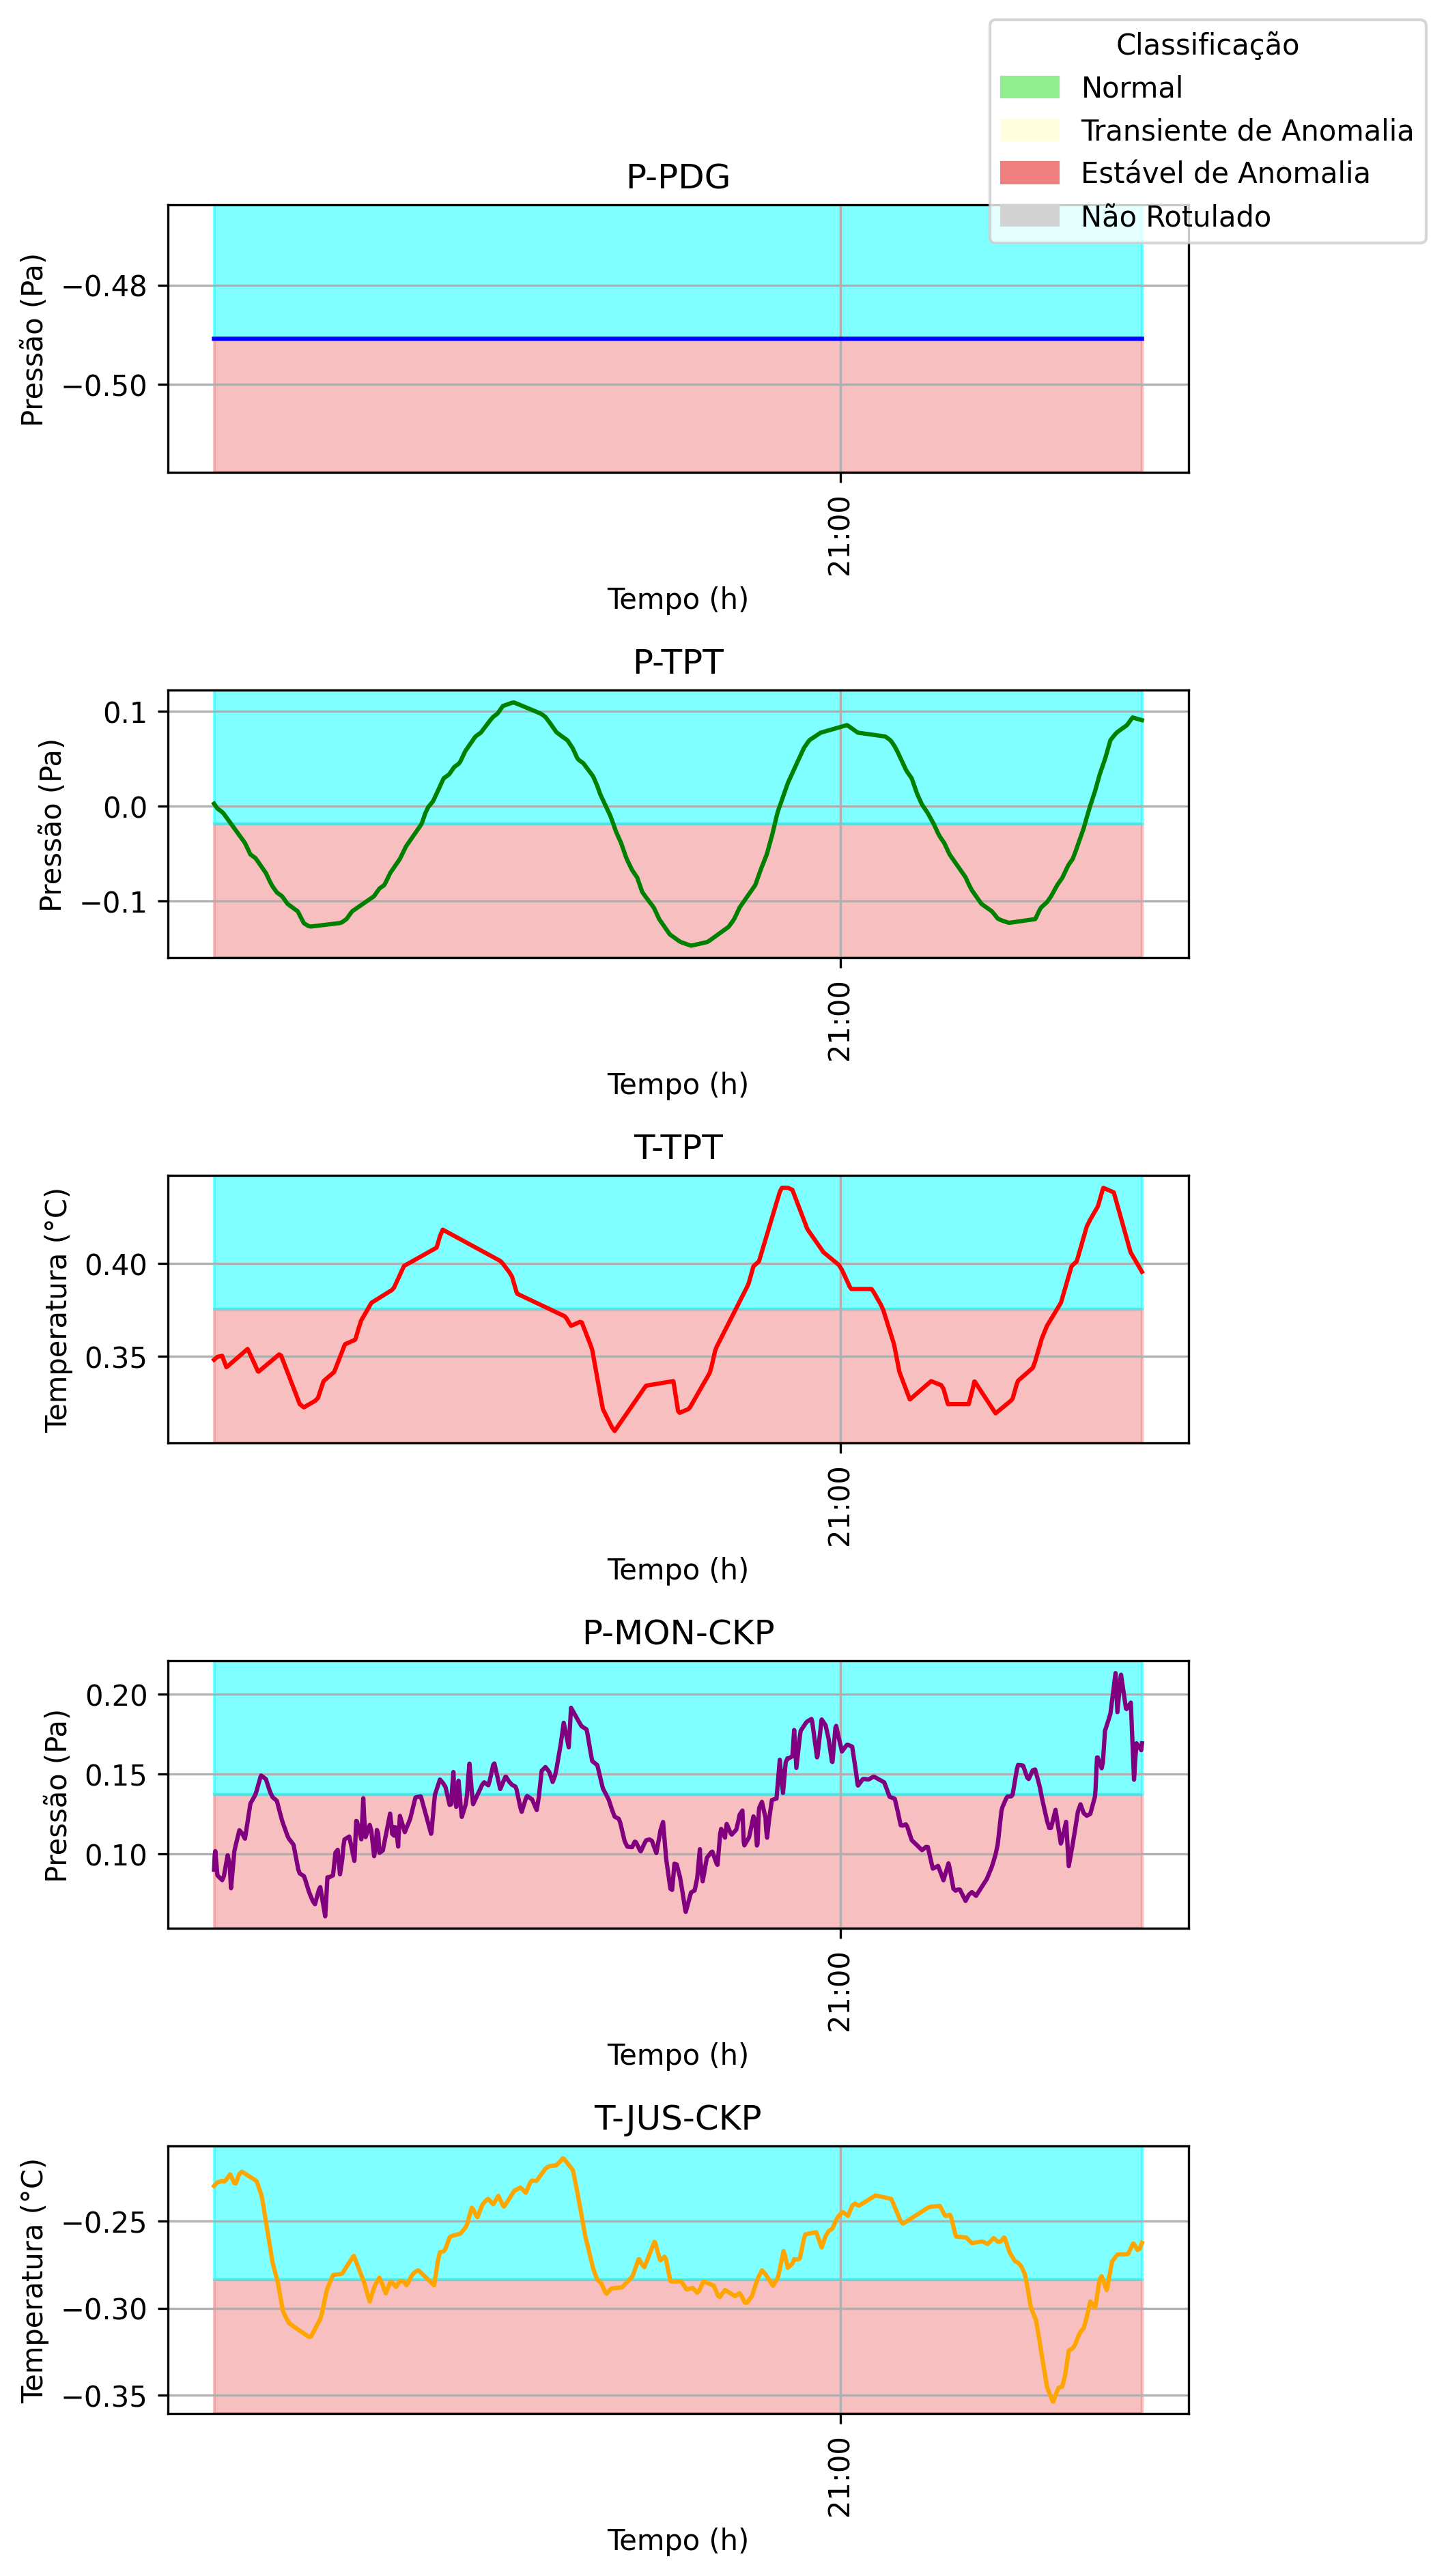 Classificação
Normal
Transiente de Anomalia
Estável de Anomalia
Não Rotulado
P-PDG
Pressão (Pa)
−0.48
−0.50
21:00
Tempo (h)
P-TPT
Pressão (Pa)
0.1
0.0
−0.1
21:00
Tempo (h)
T-TPT
Temperatura (°C)
0.40
0.35
21:00
Tempo (h)
P-MON-CKP
Pressão (Pa)
0.20
0.15
0.10
21:00
Tempo (h)
T-JUS-CKP
Temperatura (°C)
−0.25
−0.30
−0.35
21:00
Tempo (h)